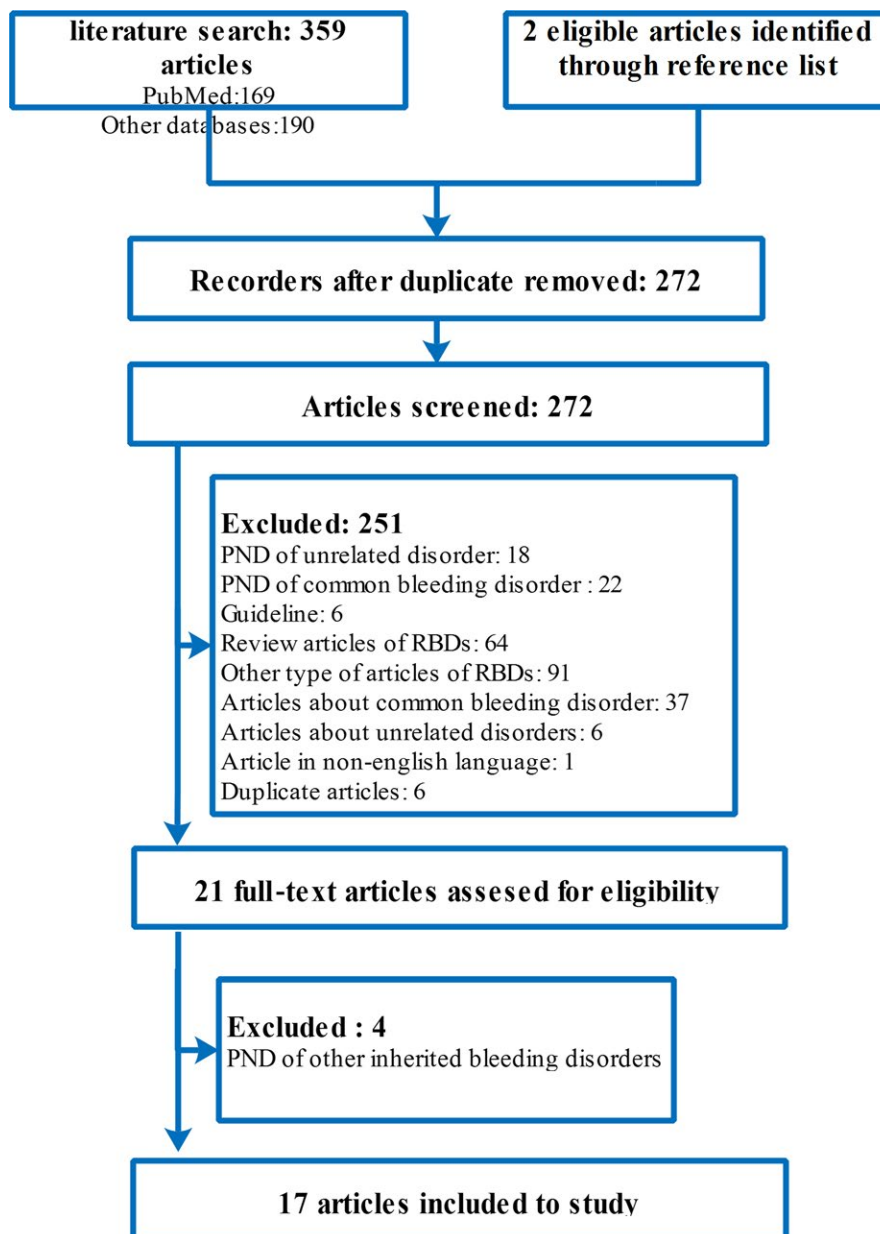 literature search: 359
articles
PubMed:169
Other databases:190
2 eligible articles identified
through reference list
Recorders after duplicate removed: 272
Articles screened: 272
Excluded: 251
PND of unrelated disorder: 18
PND of common bleeding disorder : 22
Guideline: 6
Review articles of RBDs: 64
Other type of articles of RBDs: 91
Articles about common bleeding disorder: 37
Articles about unrelated disorders: 6
Article in non-english language: 1
Duplicate articles: 6
21 full-text articles assesed for eligibility
Excluded : 4
PND of other inherited bleeding disorders
17 articles included to study